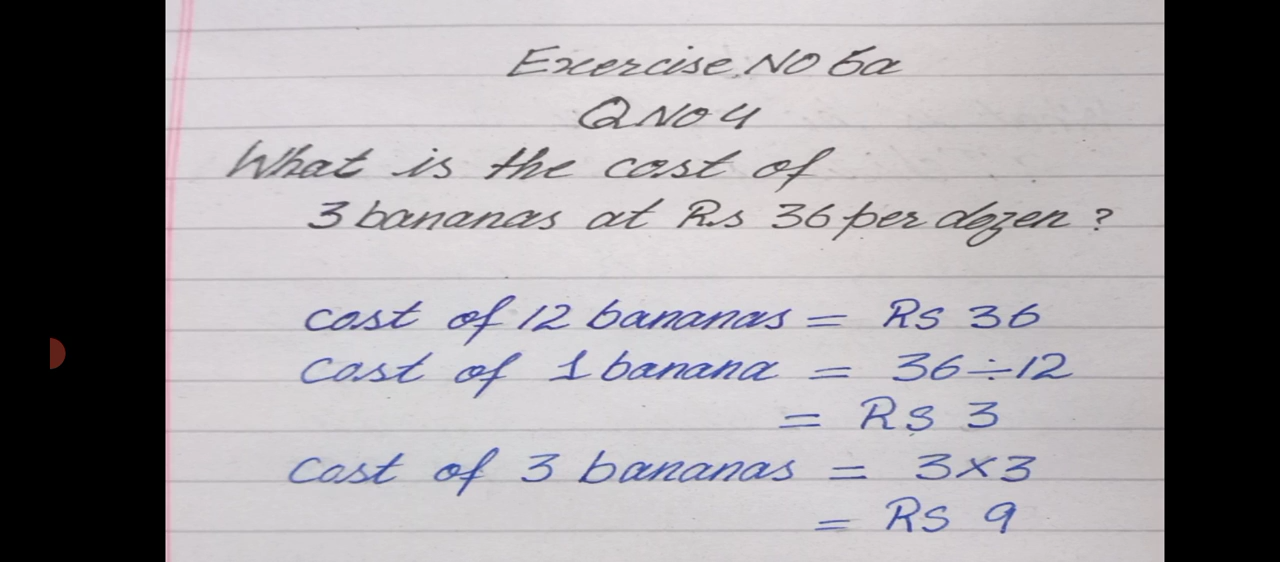 Exercise NO 6a
Q NO 4
What is the cost of
3 bananas at Rs 36 per dozen ?
cost of 12 bananas = Rs 36
cost of 1 banana = 36 ÷ 12
= Rs 3
cost of 3 bananas = 3 × 3
= Rs 9